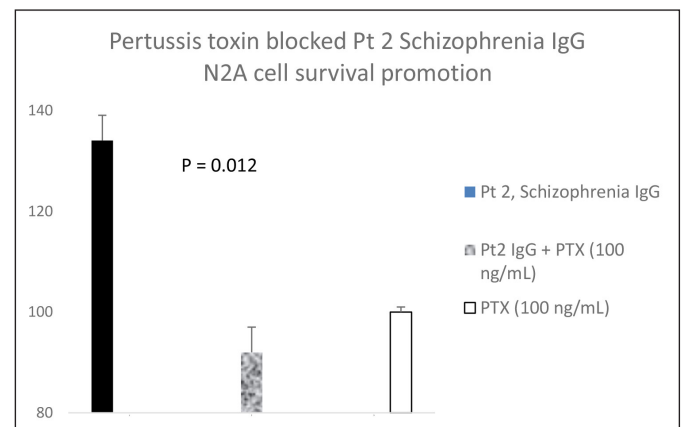 Pertussis toxin blocked Pt 2 Schizophrenia IgG
N2A cell survival promotion
140
P = 0.012
120
Pt 2, Schizophrenia IgG
Pt2 IgG + PTX (100
ng/mL)
100
PTX (100 ng/mL)
80